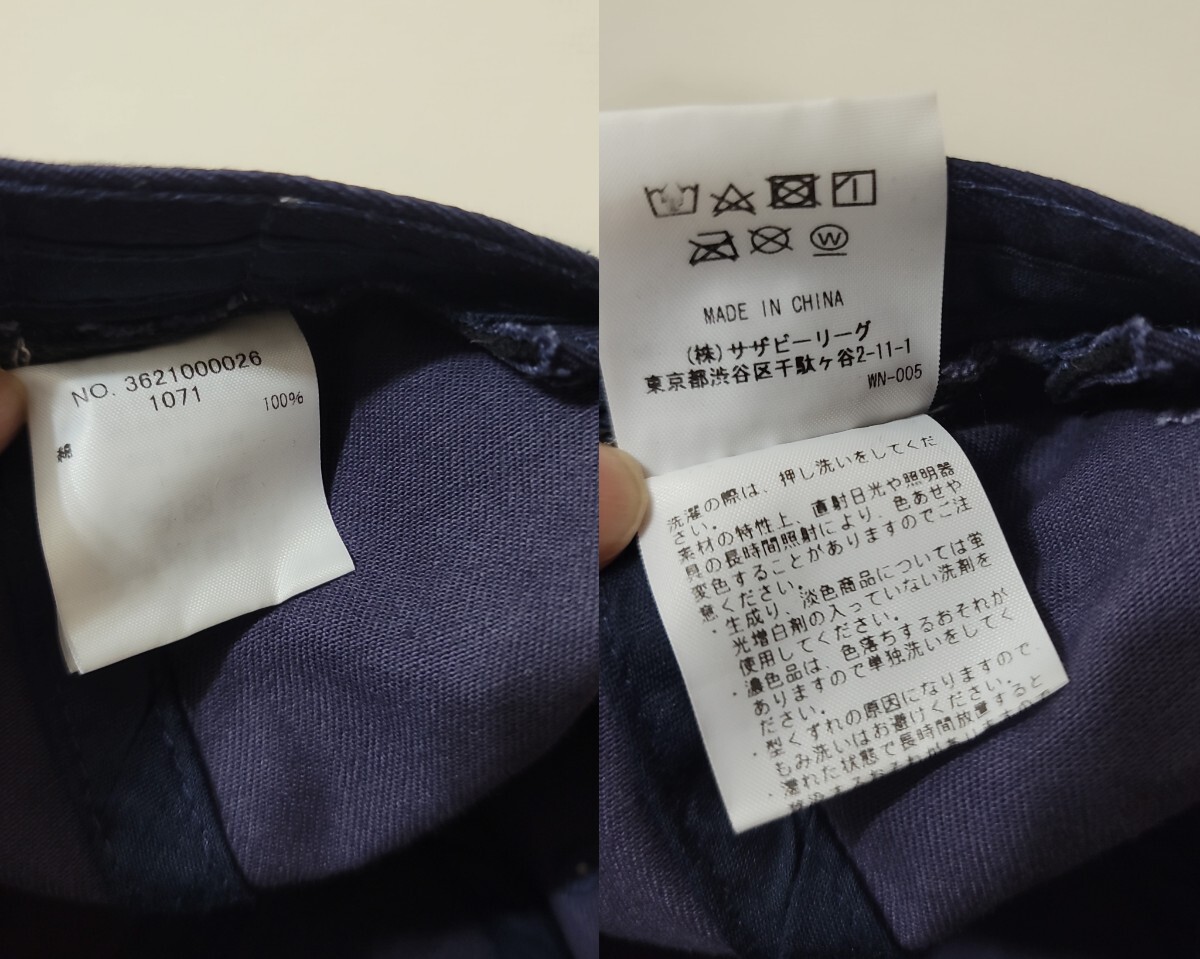 NO. 3621000026
1071
綿 100%
MADE IN CHINA
(株)サザビーリーグ
東京都渋谷区千駄ヶ谷2-11-1
WN-005
洗濯の際は、押し洗いをしてくだ
さい。
素材の特性上、直射日光や照明器
具の長時間照射により、色あせや
変色することがありますのでご注
意ください。
・生成り、淡色商品については蛍
光増白剤の入っていない洗剤を
使用してください。
・濃色品は、色落ちするおそれが
ありますので単独洗いをしてく
ださい。
・型くずれの原因になりますので
もみ洗いはお避けください。
・濡れた状態で長時間放置すると